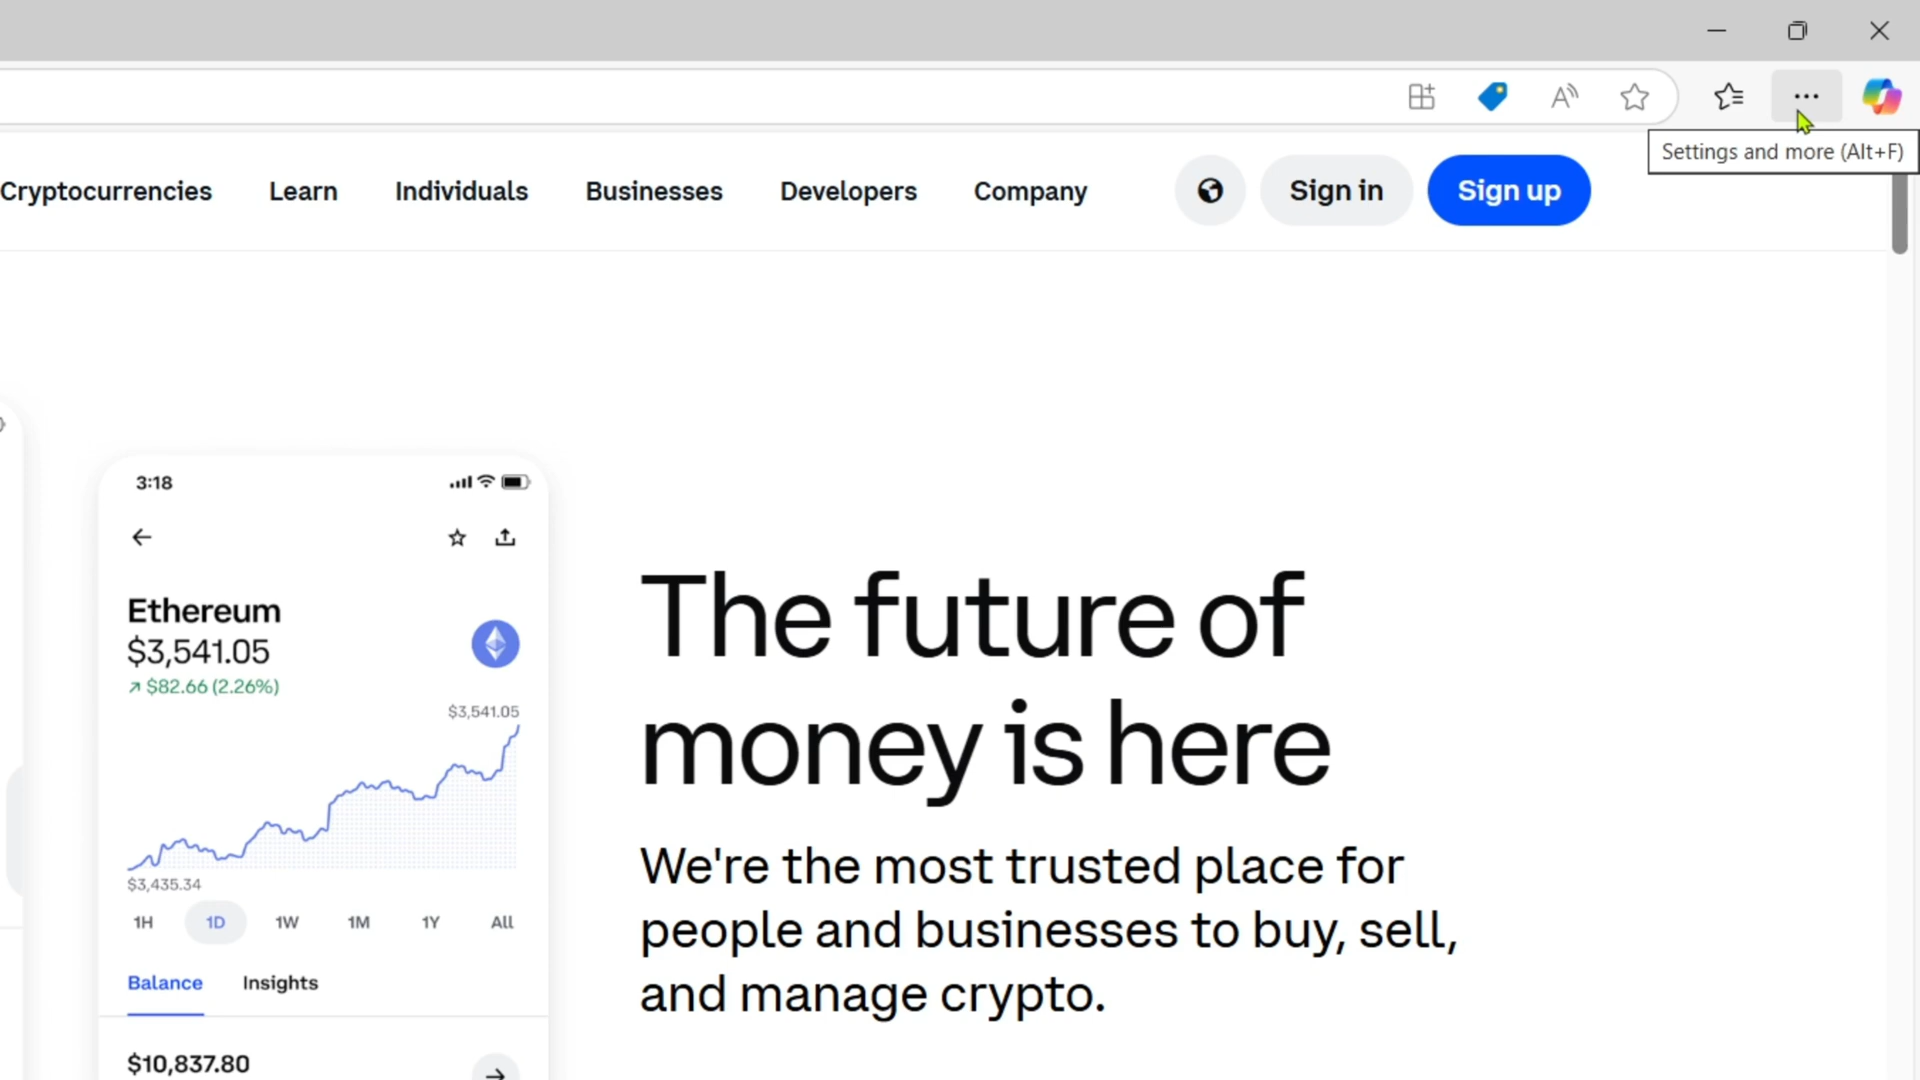 Settings and more (Alt+F)
Cryptocurrencies Learn Individuals Businesses Developers Company Sign in Sign up
3:18
Ethereum
$3,541.05
↗ $82.66 (2.26%)
$3,541.05
$3,435.34
1H 1D 1W 1M 1Y All
Balance Insights
$10,837.80
The future of
money is here
We're the most trusted place for
people and businesses to buy, sell,
and manage crypto.